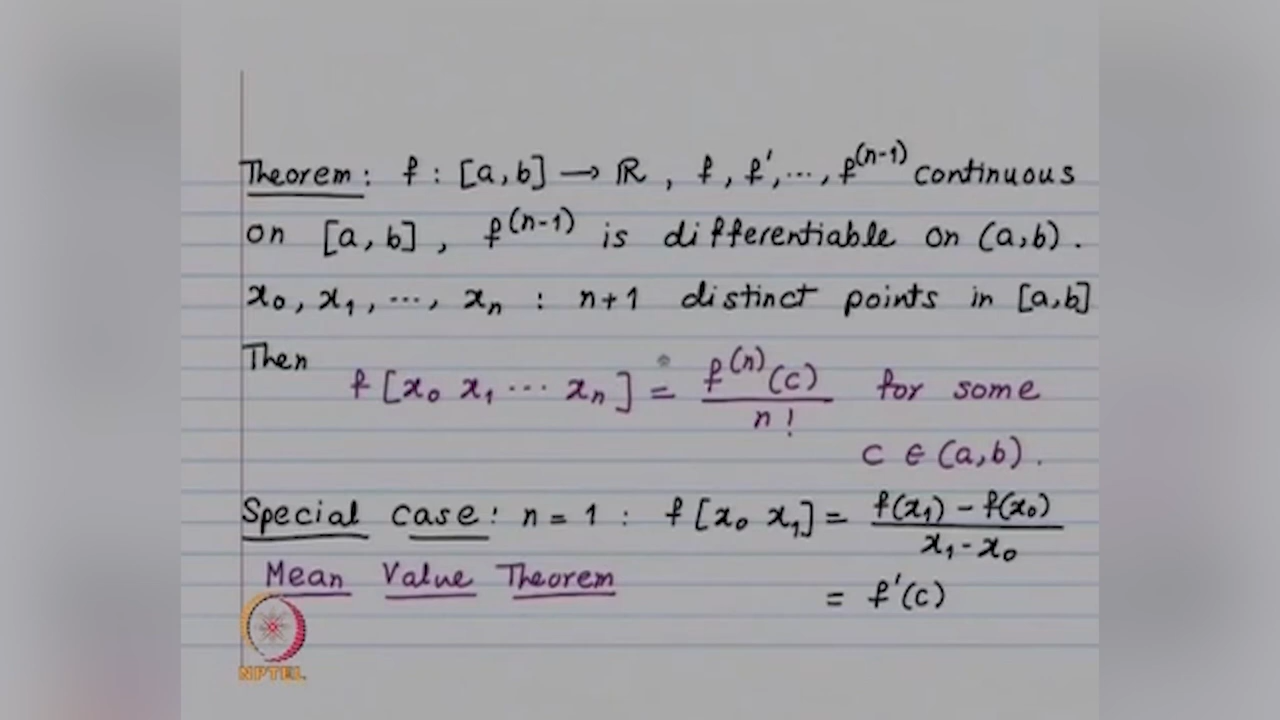 Theorem: f : [a,b] → ℝ, f, f', ..., f^(n-1) continuous
on [a,b], f^(n-1) is differentiable on (a,b).
x₀, x₁, ..., xₙ : n+1 distinct points in [a,b]
Then f[x₀ x₁ ... xₙ] = f^(n)(c) / n! for some
c ∈ (a,b).
Special case: n = 1 : f[x₀ x₁] = (f(x₁) - f(x₀)) / (x₁ - x₀)
Mean Value Theorem = f'(c)
NPTEL